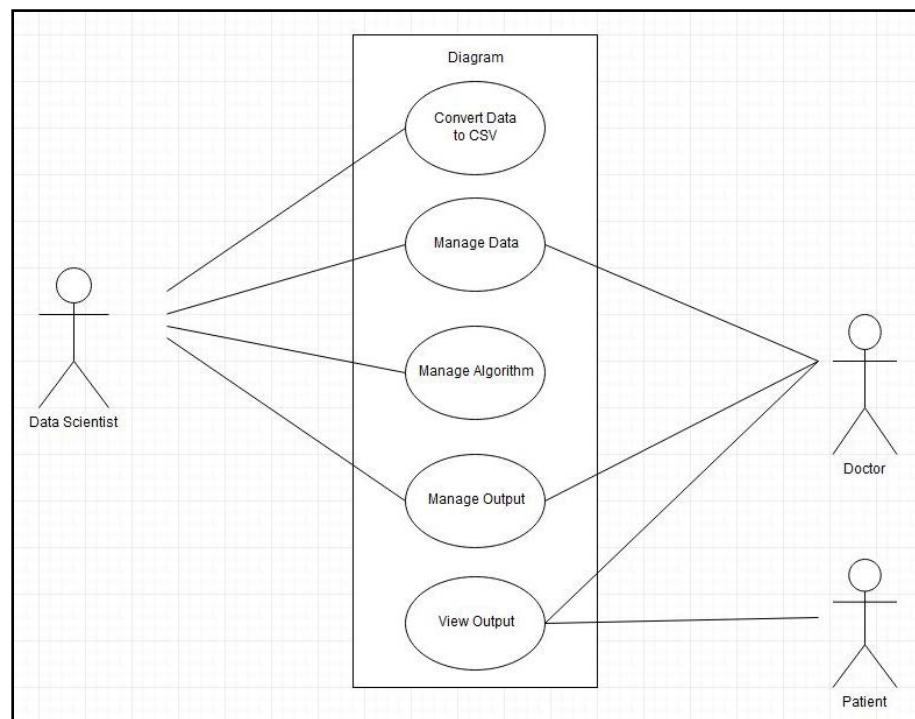 Diagram
Convert Data
to CSV
Manage Data
Manage Algorithm
Data Scientist
Doctor
Manage Output
View Output
Patient